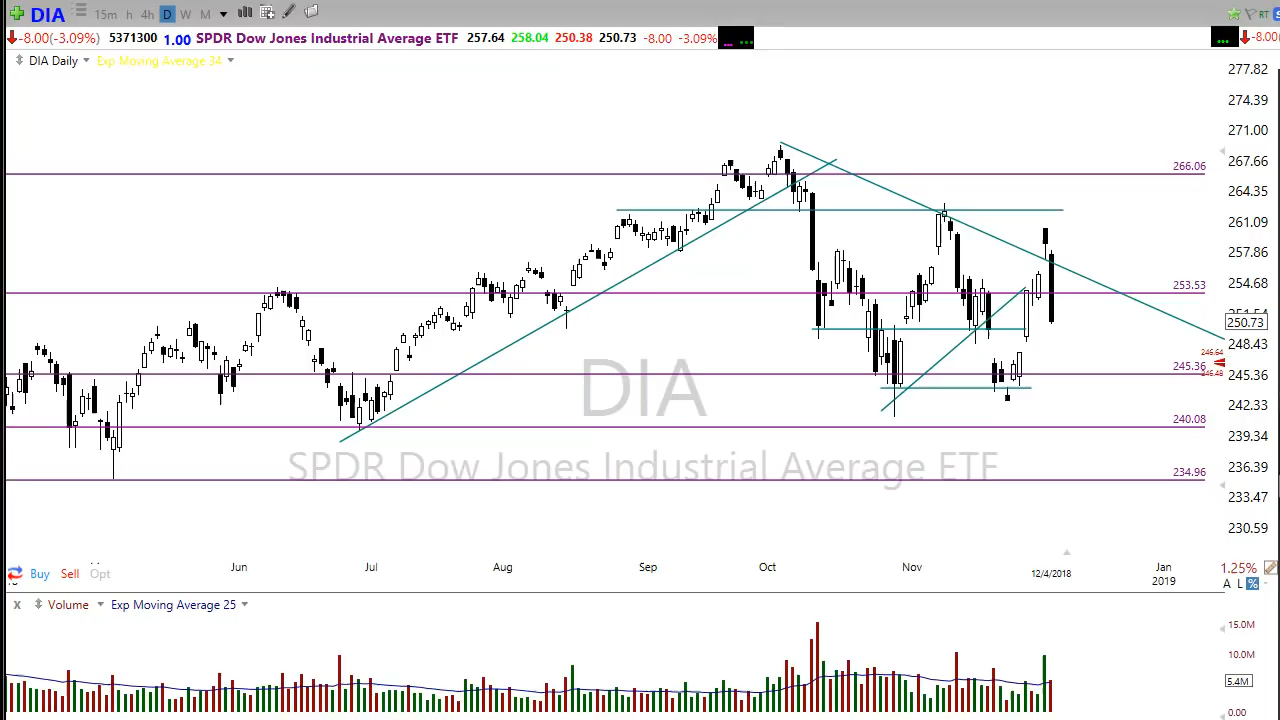 DIA 15m h 4h D W M RT
-8.00(-3.09%) 5371300 1.00 SPDR Dow Jones Industrial Average ETF 257.64 258.04 250.38 250.73 -8.00 -3.09% -8.00(
DIA Daily Exp Moving Average 34
277.82
274.39
271.00
267.66
266.06
264.35
261.09
257.86
254.68
253.53
250.73
248.43
246.64
245.36
245.36
242.33
240.08
239.34
236.39
234.96
233.47
230.59
DIA
SPDR Dow Jones Industrial Average ETF
Jun Jul Aug Sep Oct Nov 12/4/2018 Jan
2019
Buy Sell Opt
1.25%
A L %
X Volume Exp Moving Average 25
15.0M
10.0M
5.4M
0.00